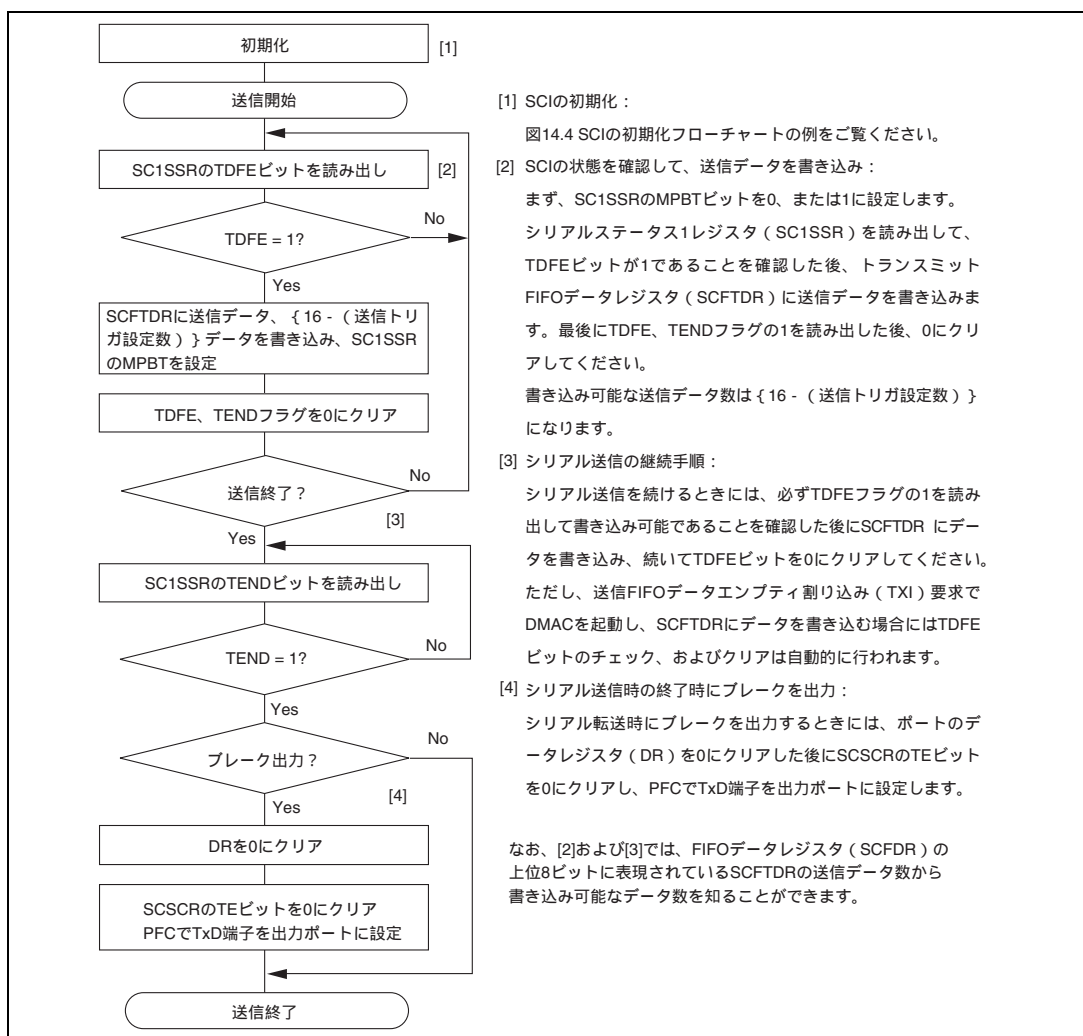 初期化
[1]
送信開始
SC1SSRのTDFEビットを読み出し
[2]
No
TDFE = 1?
Yes
SCFTDRに送信データ、{ 16 - ( 送信トリ
ガ設定数 ) } データを書き込み、SC1SSR
のMPBTを設定
TDFE、TENDフラグを0にクリア
No
送信終了？
[3]
Yes
SC1SSRのTENDビットを読み出し
No
TEND = 1?
Yes
No
ブレーク出力？
[4]
Yes
DRを0にクリア
SCSCRのTEビットを0にクリア
PFCでTxD端子を出力ポートに設定
送信終了
[1] SCIの初期化：
図14.4 SCIの初期化フローチャートの例をご覧ください。
[2] SCIの状態を確認して、送信データを書き込み：
まず、SC1SSRのMPBTビットを0、または1に設定します。
シリアルステータス1レジスタ（SC1SSR）を読み出して、
TDFEビットが1であることを確認した後、トランスミット
FIFOデータレジスタ（SCFTDR）に送信データを書き込みま
す。最後にTDFE、TENDフラグの1を読み出した後、0にクリ
アしてください。
書き込み可能な送信データ数は { 16 - ( 送信トリガ設定数 ) }
になります。
[3] シリアル送信の継続手順：
シリアル送信を続けるときには、必ずTDFEフラグの1を読み
出して書き込み可能であることを確認した後にSCFTDR にデー
タを書き込み、続いてTDFEビットを0にクリアしてください。
ただし、送信FIFOデータエンプティ割り込み（TXI）要求で
DMACを起動し、SCFTDRにデータを書き込む場合にはTDFE
ビットのチェック、およびクリアは自動的に行われます。
[4] シリアル送信時の終了時にブレークを出力：
シリアル転送時にブレークを出力するときには、ポートのデ
ータレジスタ（DR）を0にクリアした後にSCSCRのTEビット
を0にクリアし、PFCでTxD端子を出力ポートに設定します。
なお、[2]および[3]では、FIFOデータレジスタ（SCFDR）の
上位8ビットに表現されているSCFTDRの送信データ数から
書き込み可能なデータ数を知ることができます。